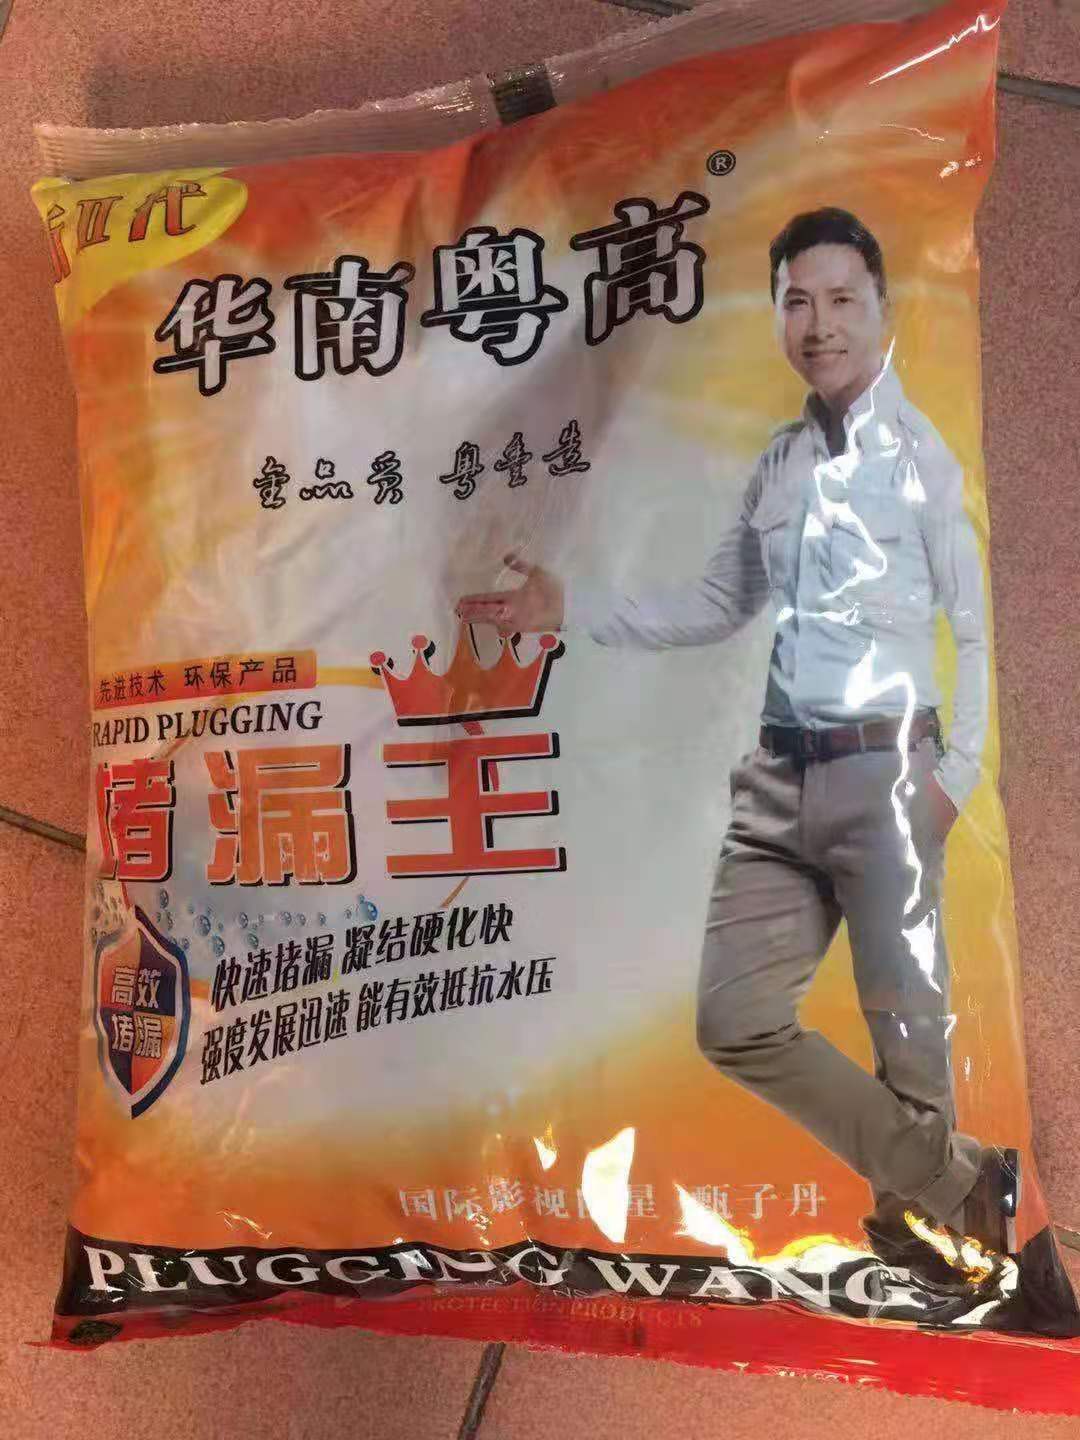 新II代
华南粤高®
金品质 粤量造
先进技术 环保产品
RAPID PLUGGING
堵漏王
高效
堵漏
快速堵漏 凝结硬化快
强度发展迅速 能有效抵抗水压
国际影视巨星 甄子丹
PLUGGING WANG
PROTECTION PRODUCTS